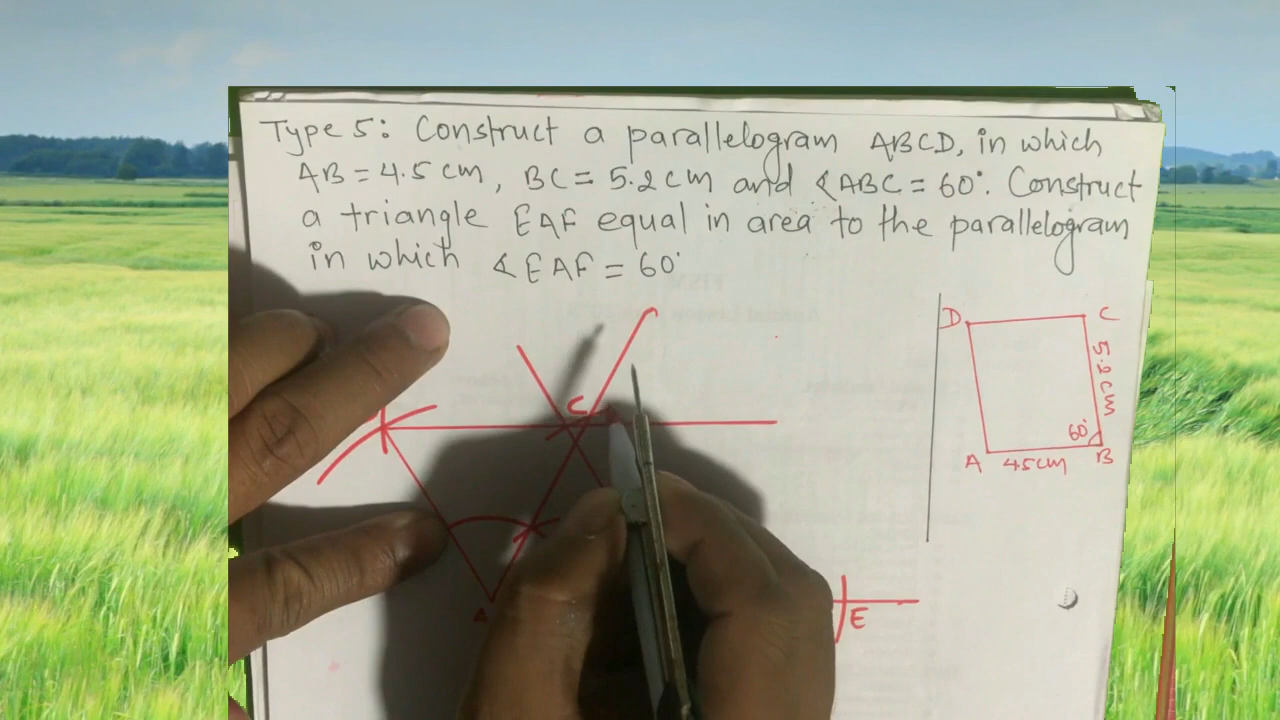 Type 5: Construct a parallelogram ABCD, in which
AB = 4.5 cm, BC = 5.2 cm and ∢ABC = 60°. Construct
a triangle EAF equal in area to the parallelogram
in which ∢EAF = 60°
D
C
5.2 cm
60°
A
4.5 cm
B
C
A
E